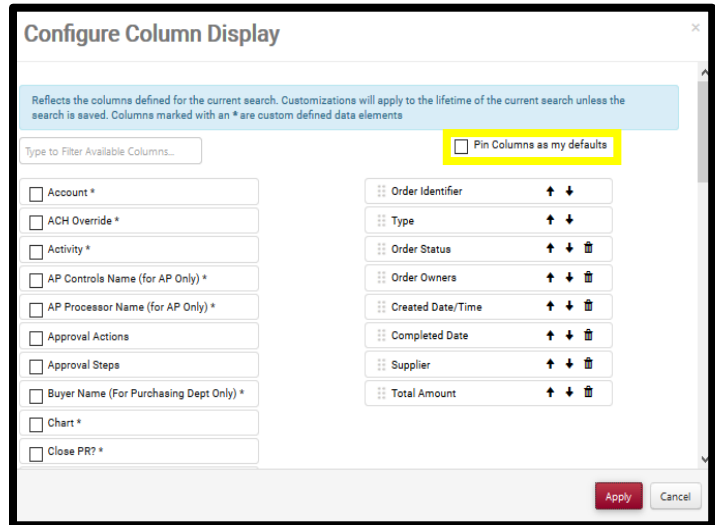 Configure Column Display
×
Reflects the columns defined for the current search. Customizations will apply to the lifetime of the current search unless the
search is saved. Columns marked with an * are custom defined data elements
Type to Filter Available Columns...
Pin Columns as my defaults
Account *
ACH Override *
Activity *
AP Controls Name (for AP Only) *
AP Processor Name (for AP Only) *
Approval Actions
Approval Steps
Buyer Name (For Purchasing Dept Only) *
Chart *
Close PR? *
Order Identifier
Type
Order Status
Order Owners
Created Date/Time
Completed Date
Supplier
Total Amount
Apply
Cancel